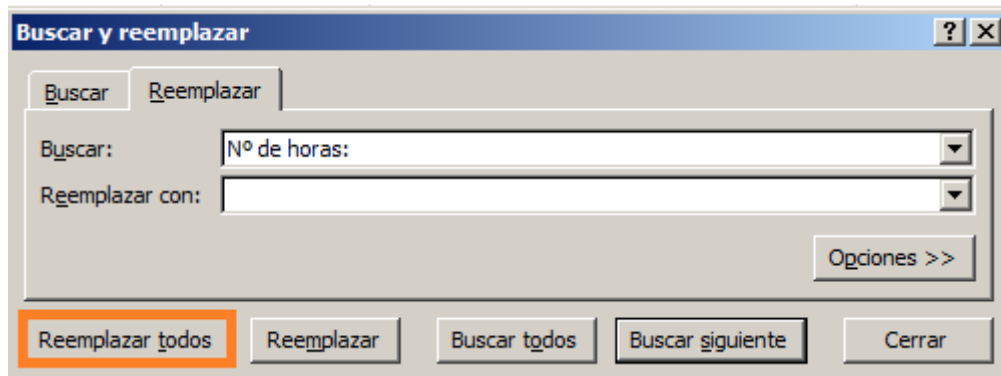 Buscar y reemplazar
Buscar Reemplazar
Buscar: Nº de horas:
Reemplazar con:
Opciones >>
Reemplazar todos Reemplazar Buscar todos Buscar siguiente Cerrar